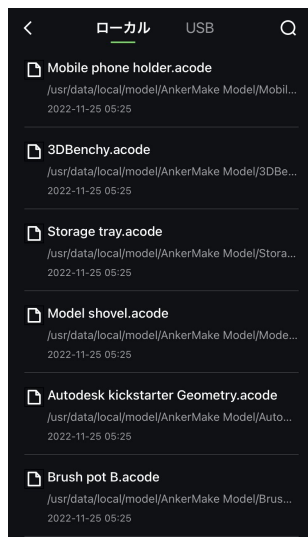 ローカル USB
Mobile phone holder.acode
/usr/data/local/model/AnkerMake Model/Mobil...
2022-11-25 05:25
3DBenchy.acode
/usr/data/local/model/AnkerMake Model/3DBe...
2022-11-25 05:25
Storage tray.acode
/usr/data/local/model/AnkerMake Model/Stora...
2022-11-25 05:25
Model shovel.acode
/usr/data/local/model/AnkerMake Model/Mode...
2022-11-25 05:25
Autodesk kickstarter Geometry.acode
/usr/data/local/model/AnkerMake Model/Auto...
2022-11-25 05:25
Brush pot B.acode
/usr/data/local/model/AnkerMake Model/Brus...
2022-11-25 05:25